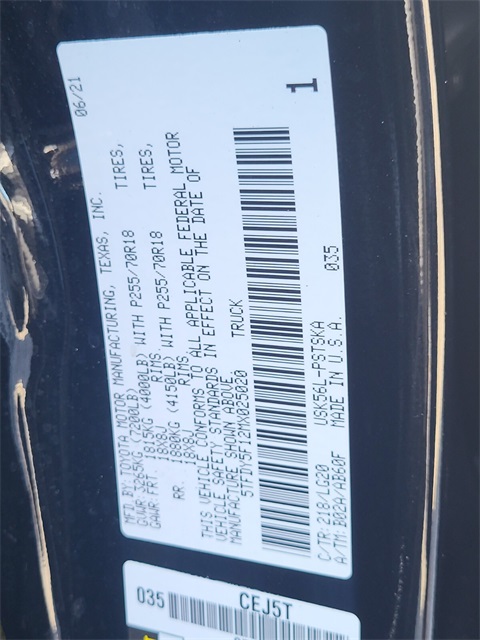 MFD BY:TOYOTA MOTOR MANUFACTURING, TEXAS, INC. 06/21
GVWR 3265KG (7200LB)
GAWR FRT. 1815KG (4000LB) WITH P255/70R18 TIRES,
18X8J RIMS
RR. 1880KG (4150LB) WITH P255/70R18 TIRES,
18X8J RIMS
THIS VEHICLE CONFORMS TO ALL APPLICABLE FEDERAL MOTOR
VEHICLE SAFETY STANDARDS IN EFFECT ON THE DATE OF
MANUFACTURE SHOWN ABOVE.
5TFDY5F12MX025020 TRUCK
1
C/TR:218/LG20 USK56L-PSTSKA 035
A/TM: B02A/AB60F MADE IN U.S.A.
035 CEJ5T